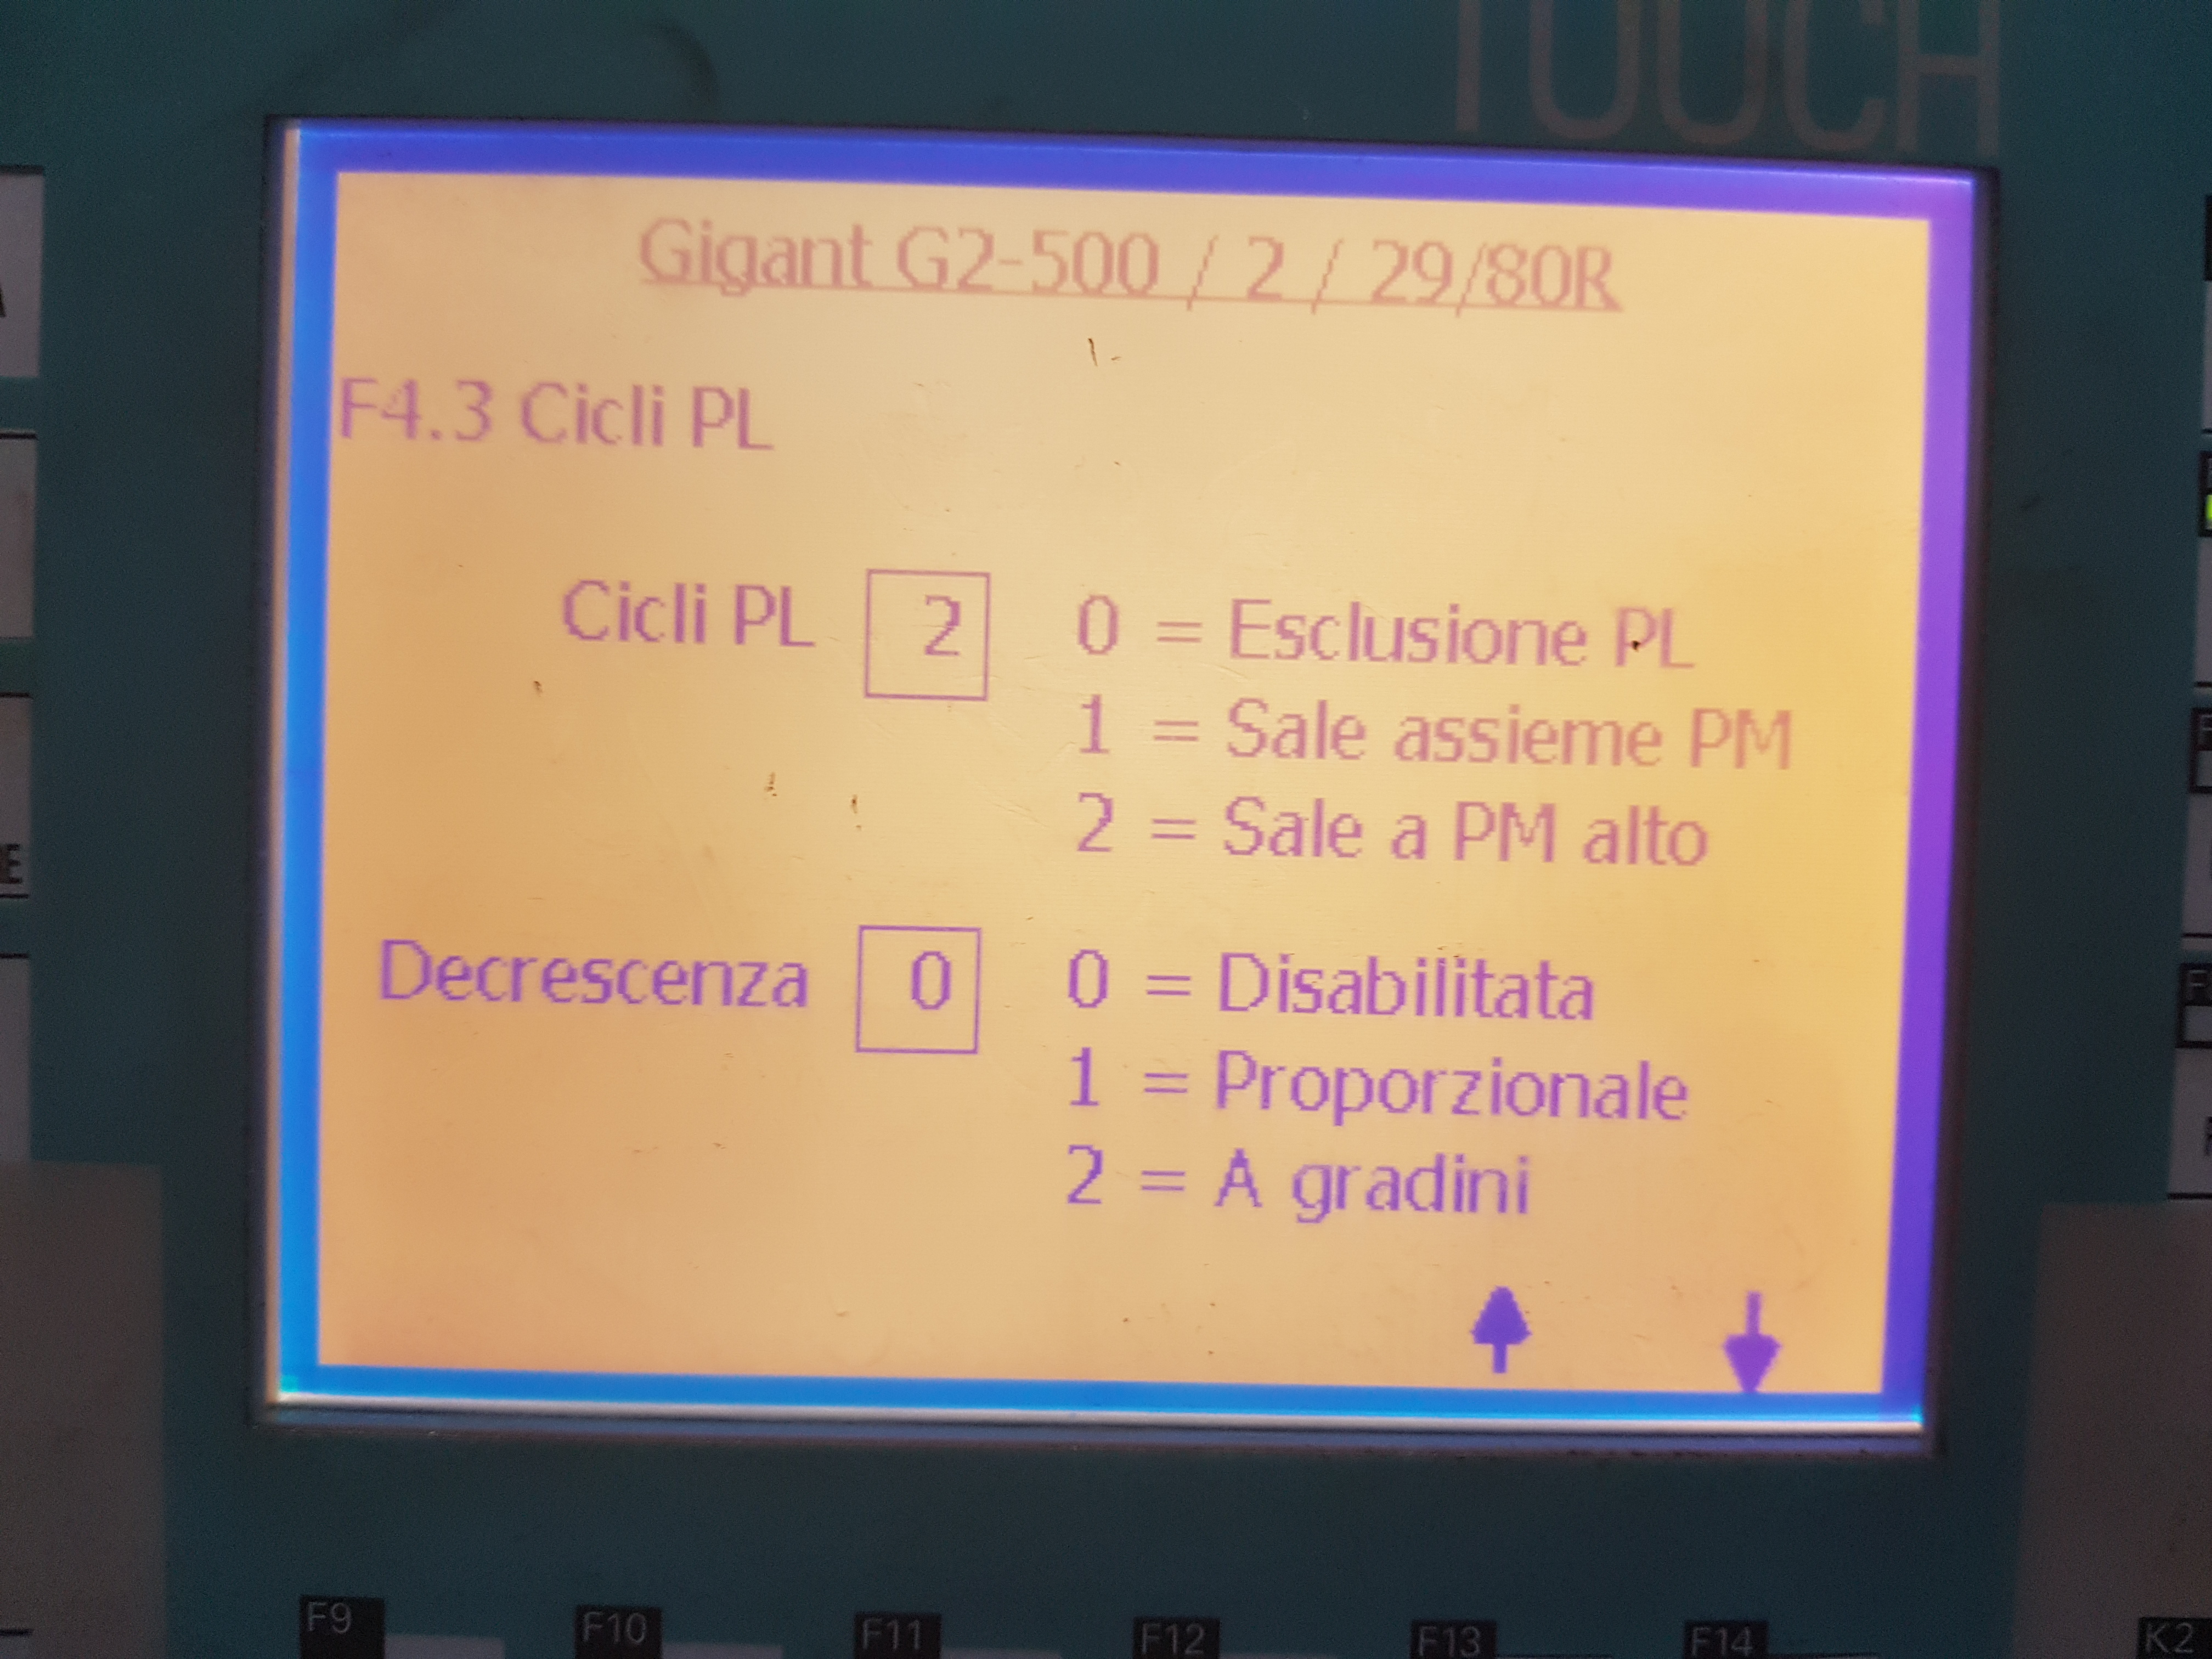 TOUCH
Gigant G2-500 / 2 / 29/80R
F4.3 Cicli PL
Cicli PL 2 0 = Esclusione PL
1 = Sale assieme PM
2 = Sale a PM alto
Decrescenza 0 0 = Disabilitata
1 = Proporzionale
2 = A gradini
F9 F10 F11 F12 F13 F14 K2